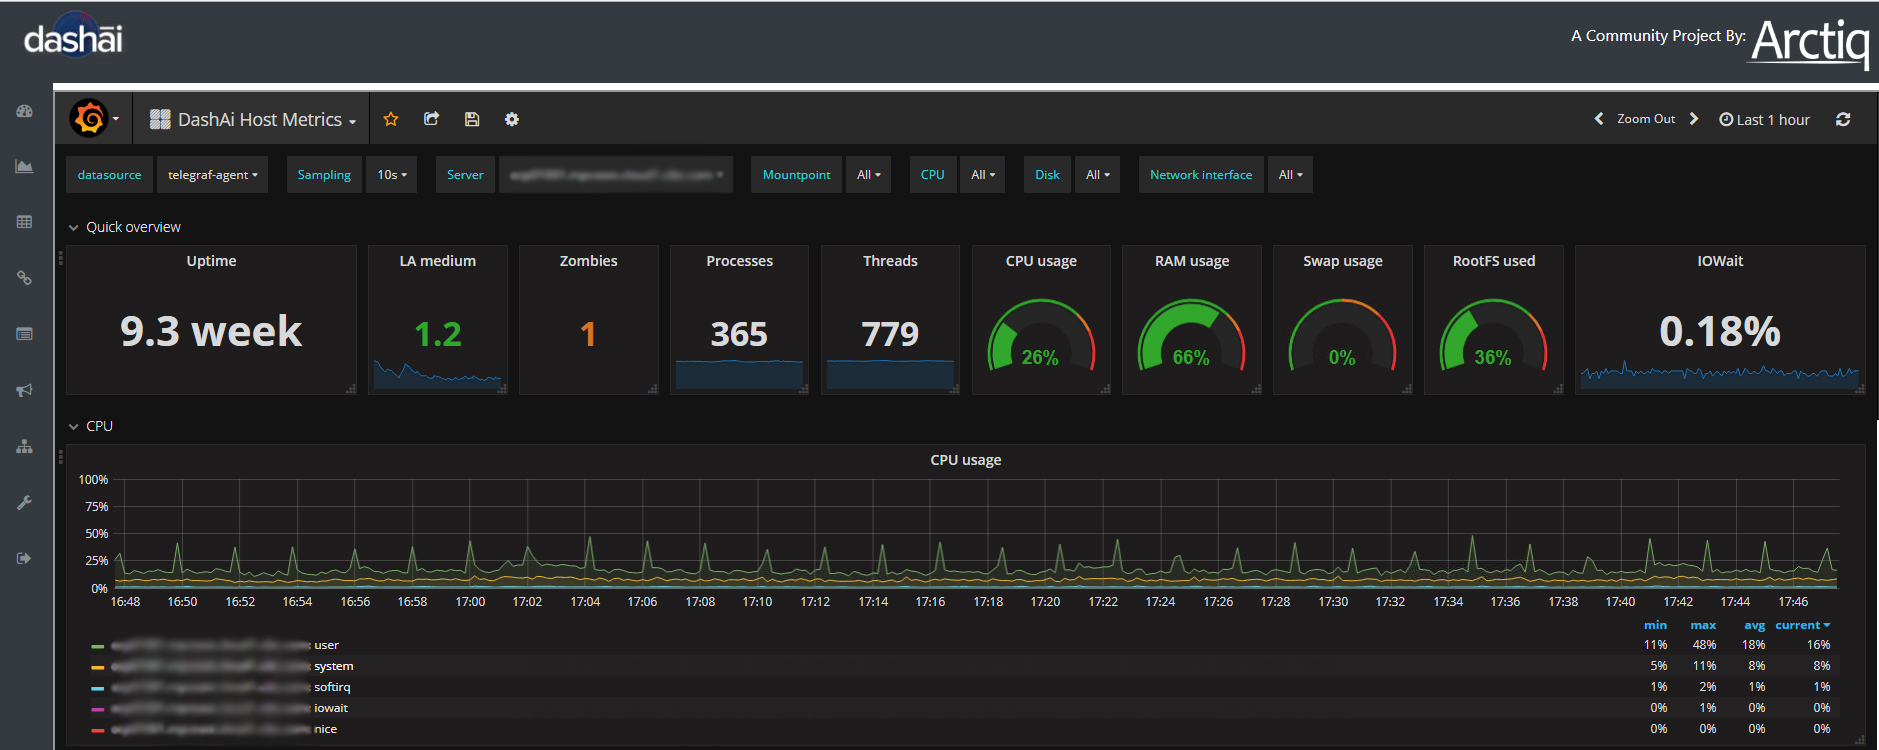 dashāi
A Community Project By: Arctiq
DashAi Host Metrics
Zoom Out
Last 1 hour
datasource telegraf-agent Sampling 10s Server Mountpoint All CPU All Disk All Network interface All
Quick overview
Uptime LA medium Zombies Processes Threads CPU usage RAM usage Swap usage RootFS used IOWait
9.3 week 1.2 1 365 779 26% 66% 0% 36% 0.18%
CPU
CPU usage
100%
75%
50%
25%
0%
16:48 16:50 16:52 16:54 16:56 16:58 17:00 17:02 17:04 17:06 17:08 17:10 17:12 17:14 17:16 17:18 17:20 17:22 17:24 17:26 17:28 17:30 17:32 17:34 17:36 17:38 17:40 17:42 17:44 17:46
min max avg current
: user 11% 48% 18% 16%
: system 5% 11% 8% 8%
: softirq 1% 2% 1% 1%
: iowait 0% 1% 0% 0%
: nice 0% 0% 0% 0%